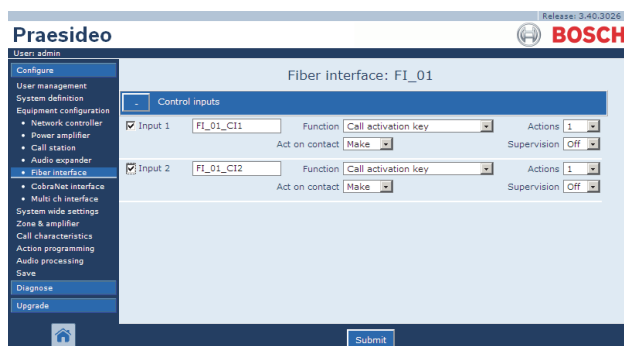 Release: 3.40.3026
Praesideo
BOSCH
User: admin
Configure
User management
System definition
Equipment configuration
• Network controller
• Power amplifier
• Call station
• Audio expander
• Fiber interface
• CobraNet interface
• Multi ch interface
System wide settings
Zone & amplifier
Call characteristics
Action programming
Audio processing
Save
Diagnose
Upgrade
Fiber interface: FI_01
- Control inputs
Input 1 FI_01_CI1 Function Call activation key Actions 1
Act on contact Make Supervision Off
Input 2 FI_01_CI2 Function Call activation key Actions 1
Act on contact Make Supervision Off
Submit